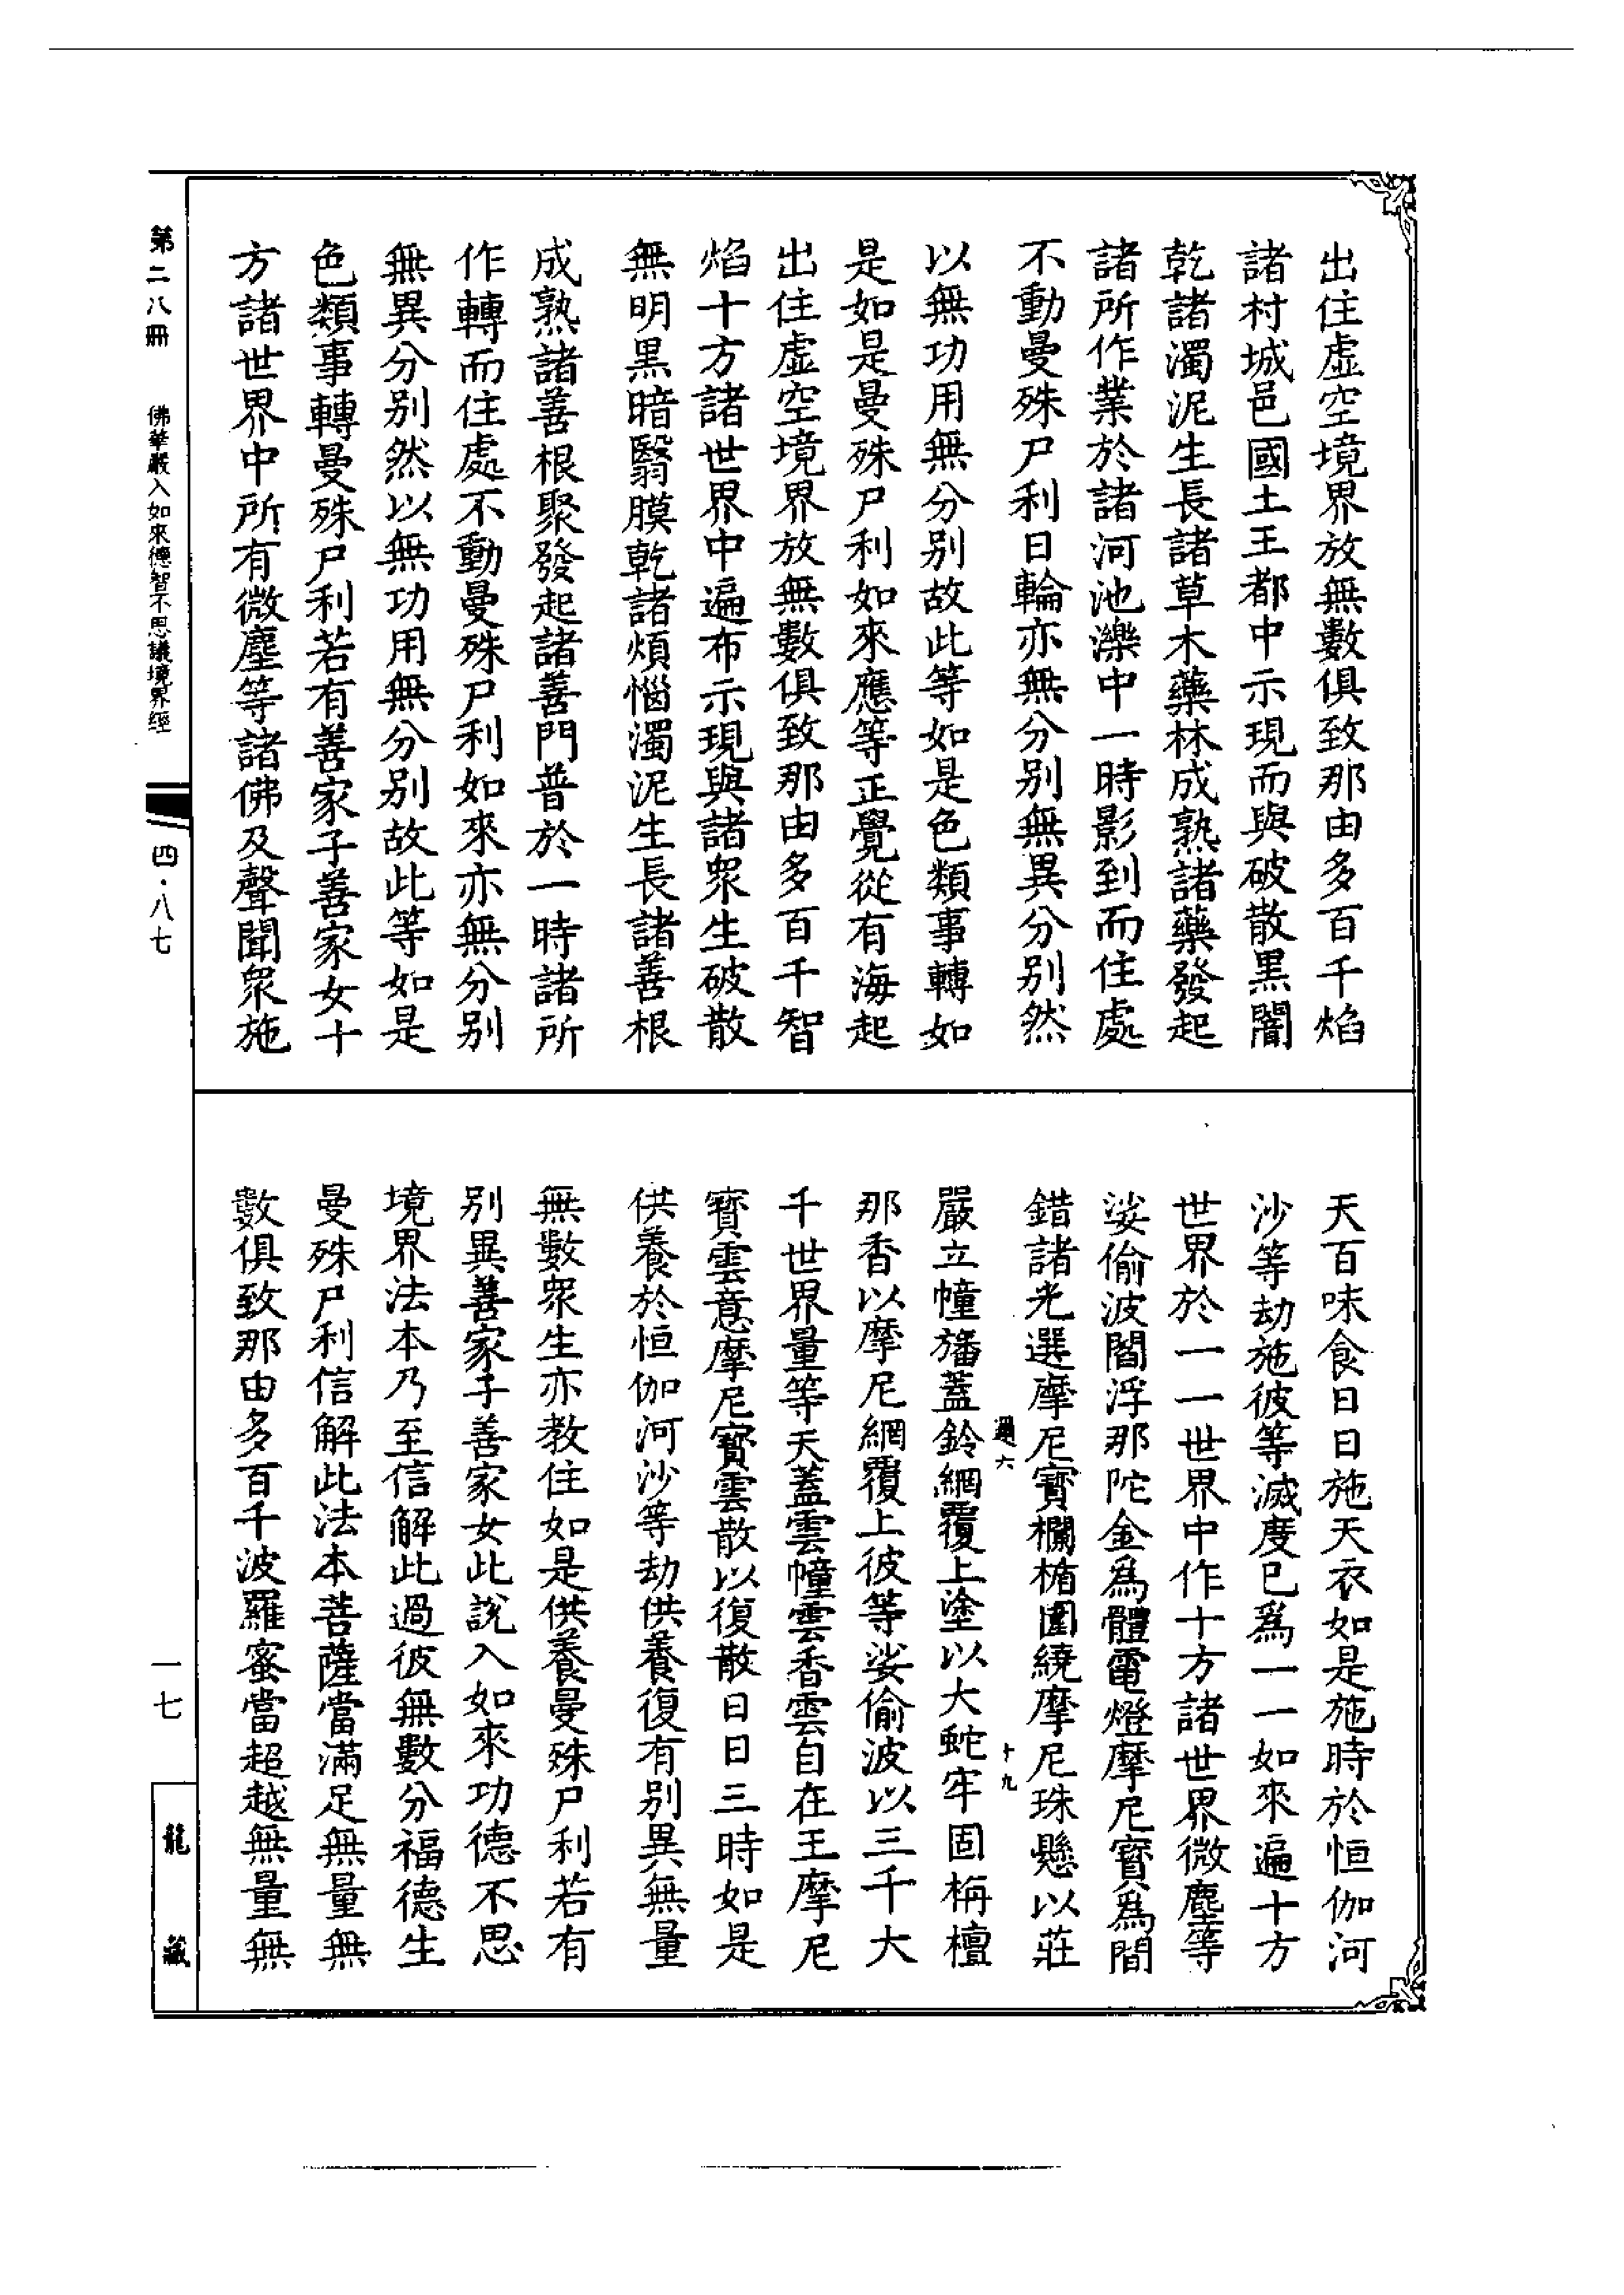 出住虛空境界放無數俱致那由多百千焰
諸村城邑國土王都中示現而與破散黑闇
乾諸濁泥生長諸草木藥林成熟諸藥發起
諸所作業於諸河池濼中一時影到而住處
不動曼殊尸利日輪亦無分別無異分別然
以無功用無分別故此等如是色類事轉如
是如是曼殊尸利如來應等正覺從有海起
出住虛空境界放無數俱致那由多百千智
焰十方諸世界中遍布示現與諸眾生破散
無明黑暗翳膜乾諸煩惱濁泥生長諸善根
成熟諸善根聚發起諸善門普於一時諸所
作轉而住處不動曼殊尸利如來亦無分別
無異分別然以無功用無分別故此等如是
色類事轉曼殊尸利若有善家子善家女十
方諸世界中所有微塵等諸佛及聲聞眾施
天百味食日日施天衣如是施時於恒伽河
沙等劫施彼等滅度已為一一如來遍十方
世界於一一世界中作十方諸世界微塵等
娑偷波閻浮那陀金為體電燈摩尼寶為間
錯諸光選摩尼寶欄楯圍繞摩尼珠懸以莊
嚴立幢旛蓋鈴網覆上塗以大蛇牢固栴檀
那香以摩尼網覆上彼等娑偷波以三千大
千世界量等天蓋雲幢雲香雲自在王摩尼
寶雲意摩尼寶雲散以復散日日三時如是
供養於恒伽河沙等劫供養復有別異無量
無數眾生亦教住如是供養曼殊尸利若有
別異善家子善家女此說入如來功德不思
境界法本乃至信解此過彼無數分福德生
曼殊尸利信解此法本菩薩當滿足無量無
數俱致那由多百千波羅蜜當超越無量無
第二八冊
佛華嚴入如來德智不思議境界經
四·八七
一七
龍藏
六
十九